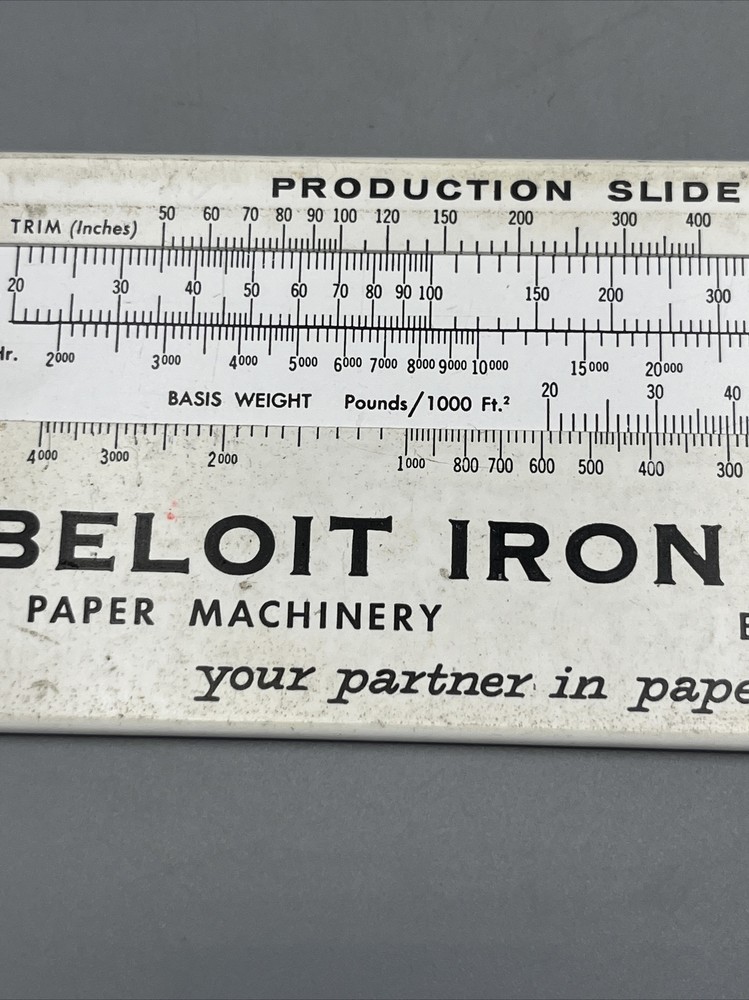 PRODUCTION SLIDE
TRIM (Inches) 50 60 70 80 90 100 120 150 200 300 400
20 30 40 50 60 70 80 90 100 150 200 300
Hr. 2000 3000 4000 5000 6000 7000 8000 9000 10000 15000 20000
BASIS WEIGHT Pounds/1000 Ft.² 20 30 40
4000 3000 2000 1000 800 700 600 500 400 300
BELOIT IRON
PAPER MACHINERY
your partner in pape